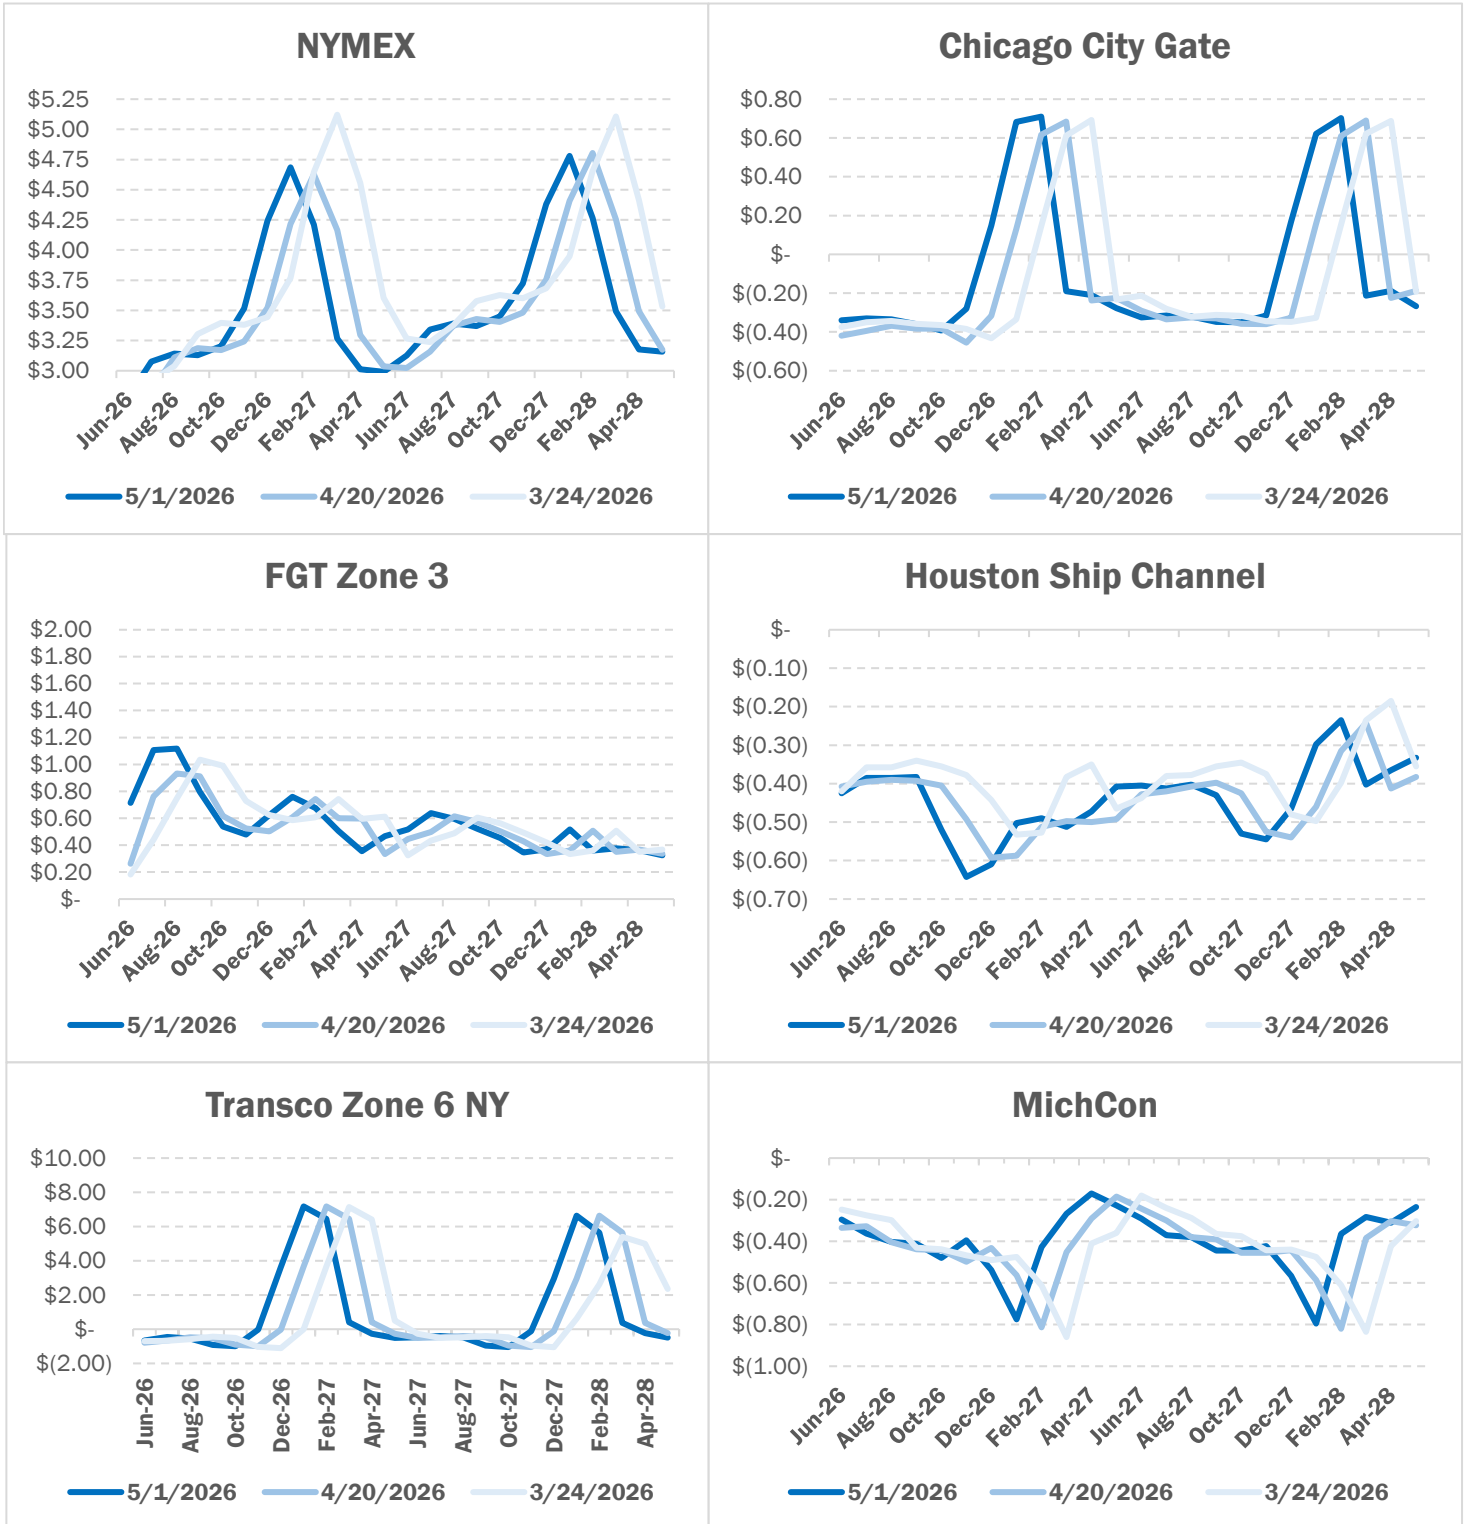 NYMEX
$5.25
$5.00
$4.75
$4.50
$4.25
$4.00
$3.75
$3.50
$3.25
$3.00
Jun-26 Aug-26 Oct-26 Dec-26 Feb-27 Apr-27 Jun-27 Aug-27 Oct-27 Dec-27 Feb-28 Apr-28
5/1/2026 4/20/2026 3/24/2026
Chicago City Gate
$0.80
$0.60
$0.40
$0.20
$-
$(0.20)
$(0.40)
$(0.60)
Jun-26 Aug-26 Oct-26 Dec-26 Feb-27 Apr-27 Jun-27 Aug-27 Oct-27 Dec-27 Feb-28 Apr-28
5/1/2026 4/20/2026 3/24/2026
FGT Zone 3
$2.00
$1.80
$1.60
$1.40
$1.20
$1.00
$0.80
$0.60
$0.40
$0.20
$-
Jun-26 Aug-26 Oct-26 Dec-26 Feb-27 Apr-27 Jun-27 Aug-27 Oct-27 Dec-27 Feb-28 Apr-28
5/1/2026 4/20/2026 3/24/2026
Houston Ship Channel
$-
$(0.10)
$(0.20)
$(0.30)
$(0.40)
$(0.50)
$(0.60)
$(0.70)
Jun-26 Aug-26 Oct-26 Dec-26 Feb-27 Apr-27 Jun-27 Aug-27 Oct-27 Dec-27 Feb-28 Apr-28
5/1/2026 4/20/2026 3/24/2026
Transco Zone 6 NY
$10.00
$8.00
$6.00
$4.00
$2.00
$-
$(2.00)
Jun-26 Aug-26 Oct-26 Dec-26 Feb-27 Apr-27 Jun-27 Aug-27 Oct-27 Dec-27 Feb-28 Apr-28
5/1/2026 4/20/2026 3/24/2026
MichCon
$-
$(0.20)
$(0.40)
$(0.60)
$(0.80)
$(1.00)
Jun-26 Aug-26 Oct-26 Dec-26 Feb-27 Apr-27 Jun-27 Aug-27 Oct-27 Dec-27 Feb-28 Apr-28
5/1/2026 4/20/2026 3/24/2026